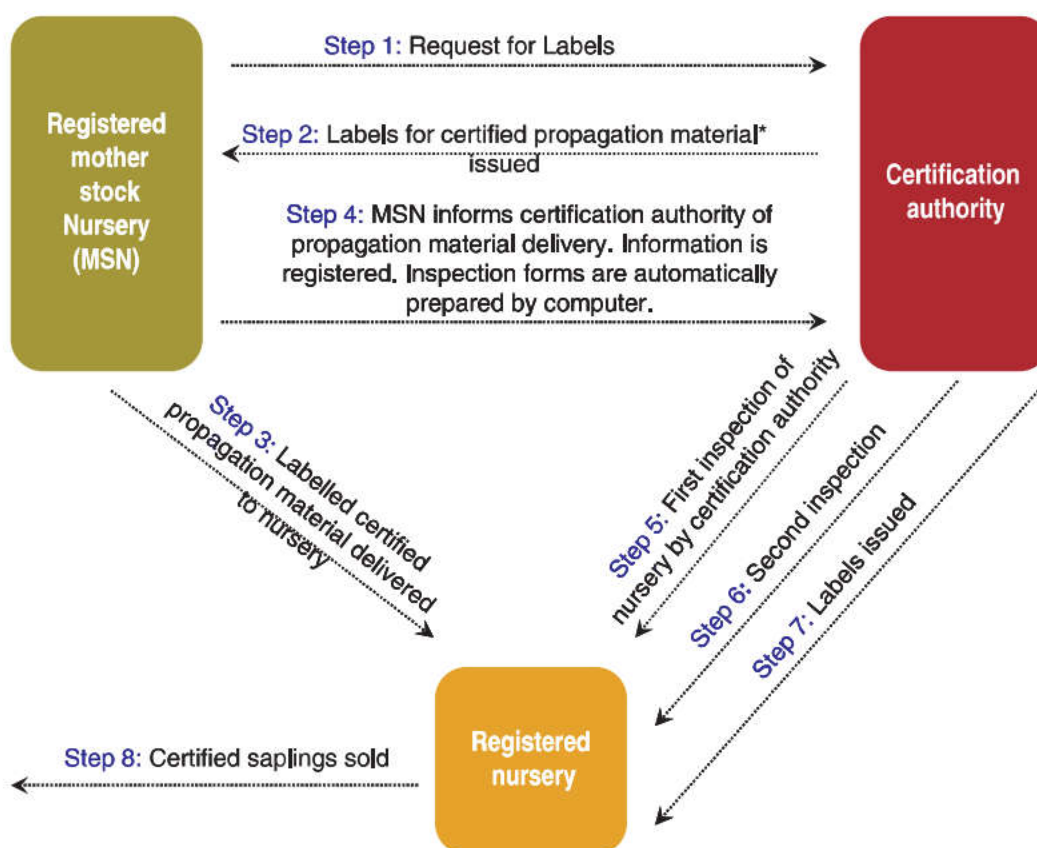 Step 1: Request for Labels
Registered
mother
stock
Nursery
(MSN)
Certification
authority
Step 2: Labels for certified propagation material*
issued
Step 4: MSN informs certification authority of
propagation material delivery. Information is
registered. Inspection forms are automatically
prepared by computer.
Step 3: Labelled certified
propagation material delivered
to nursery
Step 5: First inspection of
nursery by certification authority
Step 6: Second inspection
Step 7: Labels issued
Registered
nursery
Step 8: Certified saplings sold